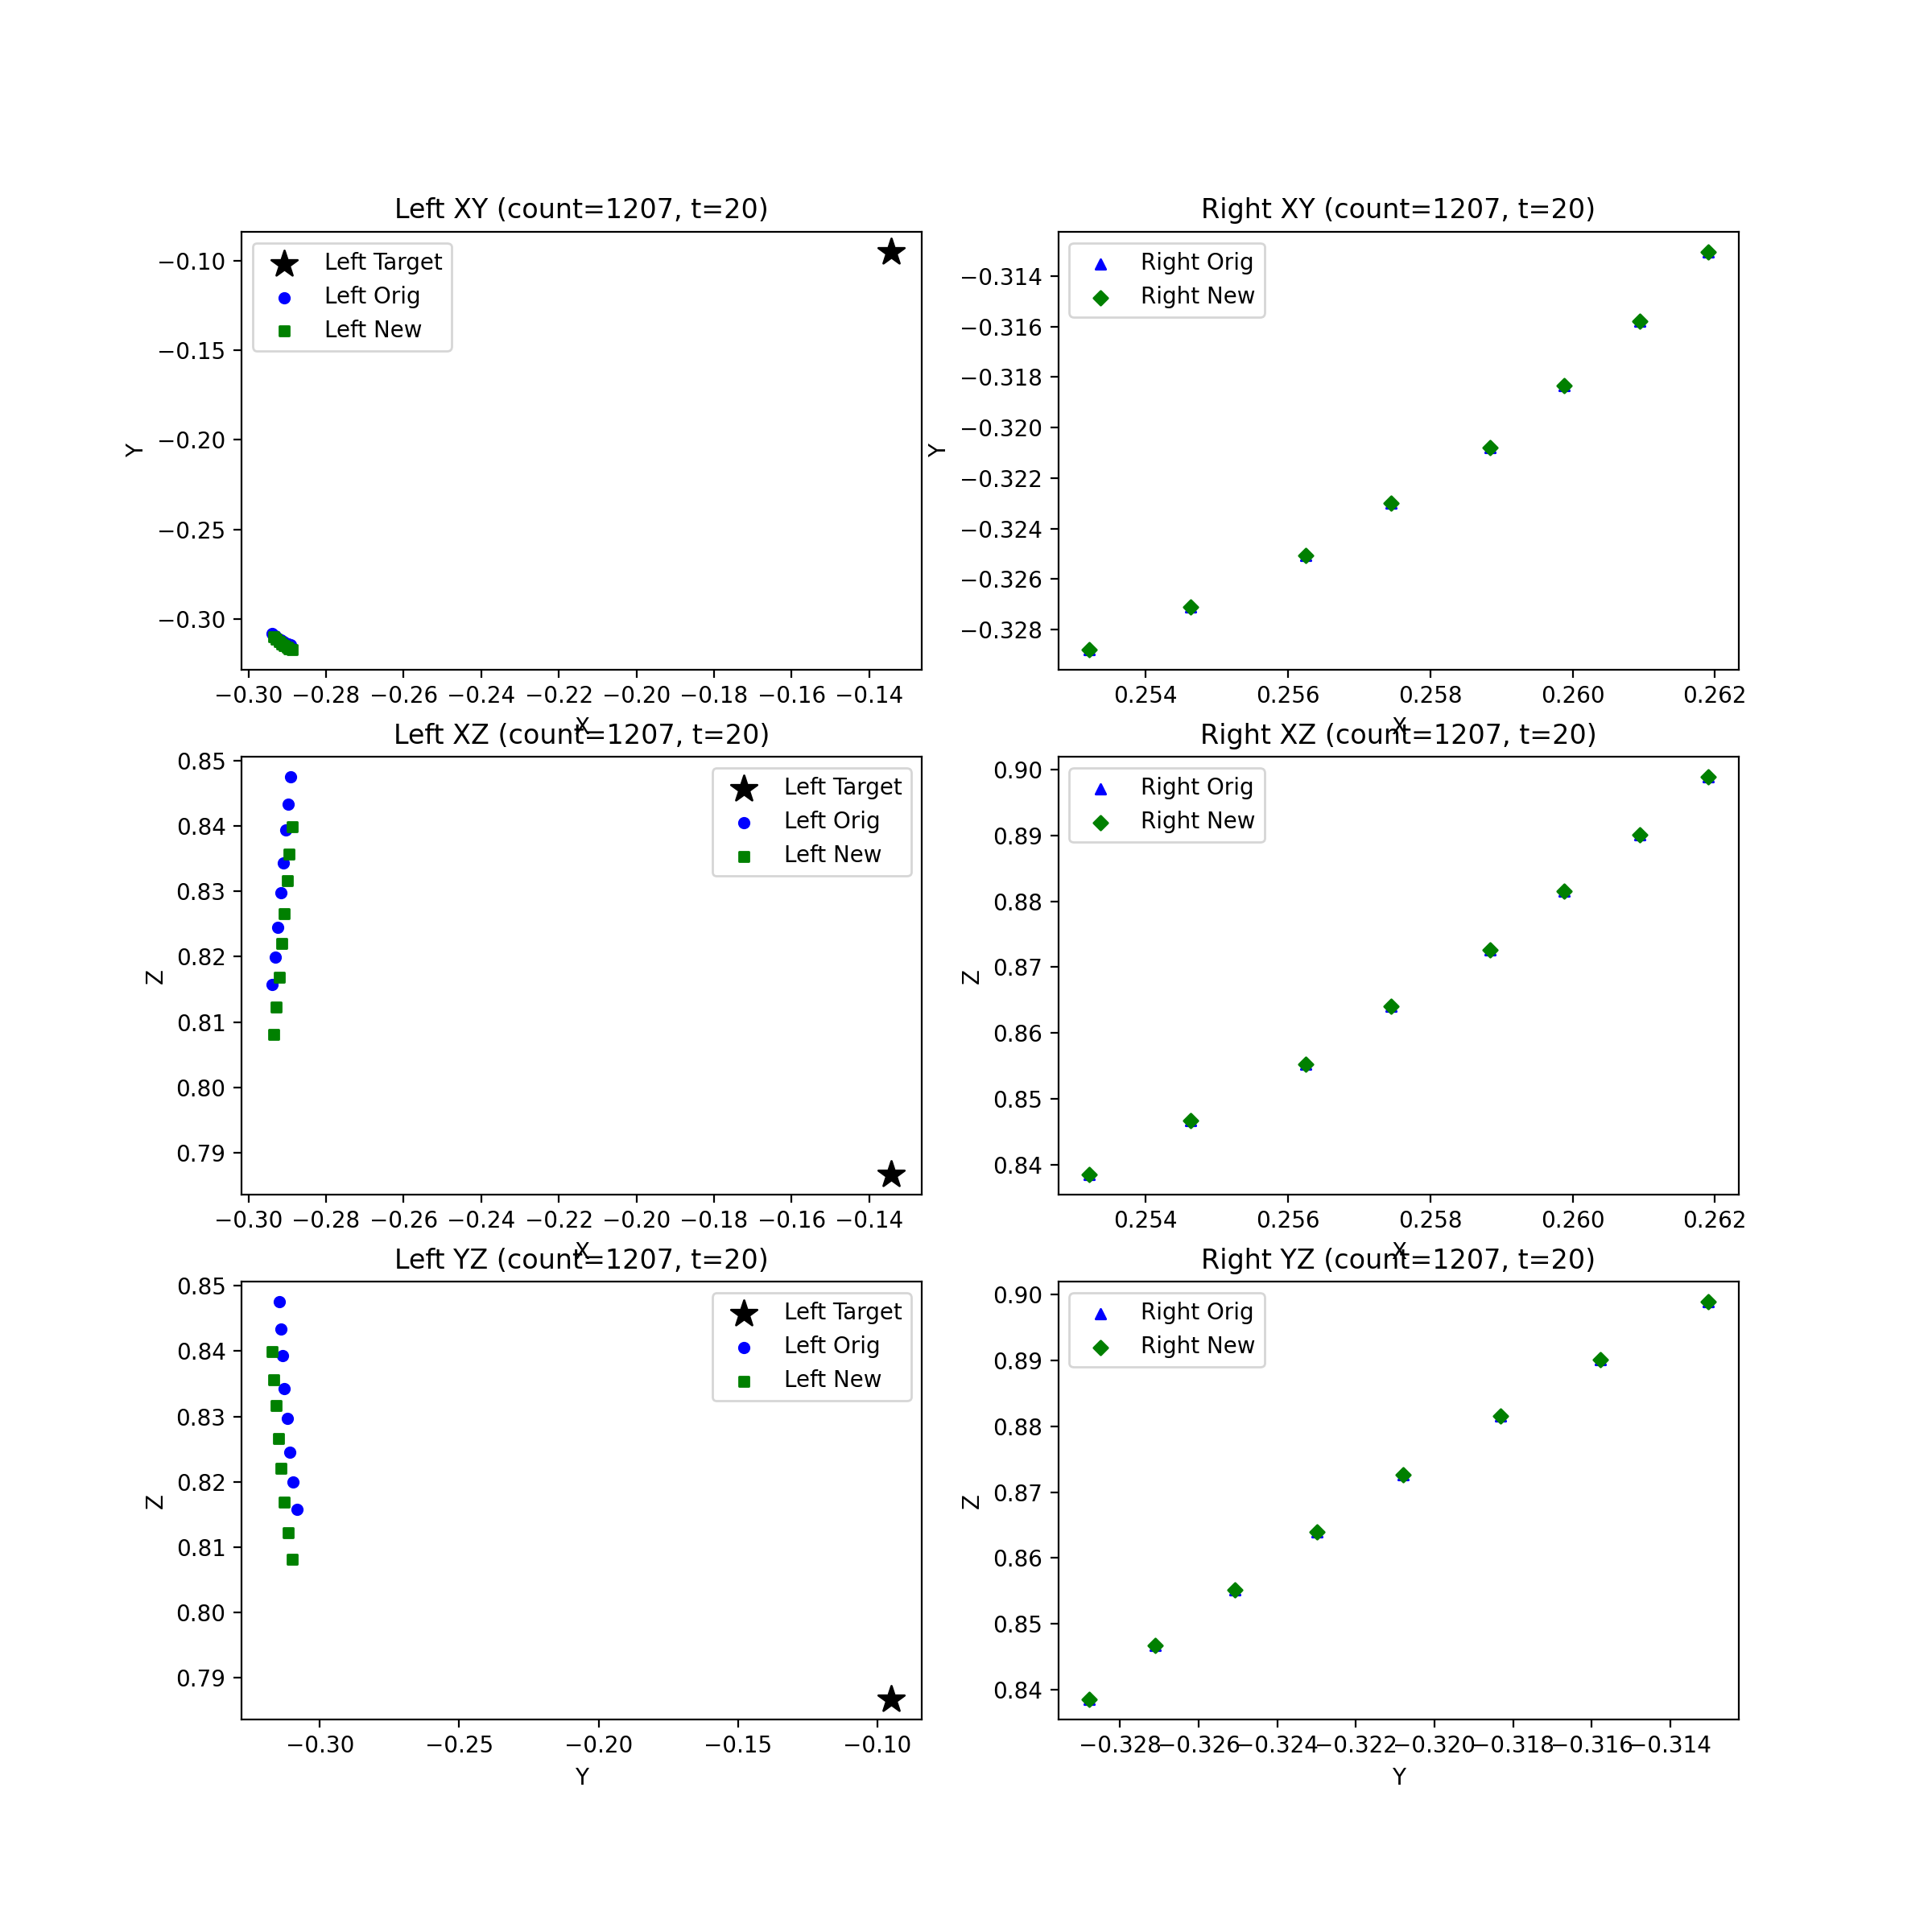 Left XY (count=1207, t=20)
Left Target
Left Orig
Left New
−0.10
−0.15
−0.20
−0.25
−0.30
Y
−0.30 −0.28 −0.26 −0.24 −0.22 −0.20 −0.18 −0.16 −0.14
X
Right XY (count=1207, t=20)
Right Orig
Right New
−0.314
−0.316
−0.318
−0.320
−0.322
−0.324
−0.326
−0.328
Y
0.254 0.256 0.258 0.260 0.262
X
Left XZ (count=1207, t=20)
Left Target
Left Orig
Left New
0.85
0.84
0.83
0.82
0.81
0.80
0.79
Z
−0.30 −0.28 −0.26 −0.24 −0.22 −0.20 −0.18 −0.16 −0.14
X
Right XZ (count=1207, t=20)
Right Orig
Right New
0.90
0.89
0.88
0.87
0.86
0.85
0.84
Z
0.254 0.256 0.258 0.260 0.262
X
Left YZ (count=1207, t=20)
Left Target
Left Orig
Left New
0.85
0.84
0.83
0.82
0.81
0.80
0.79
Z
−0.30 −0.25 −0.20 −0.15 −0.10
Y
Right YZ (count=1207, t=20)
Right Orig
Right New
0.90
0.89
0.88
0.87
0.86
0.85
0.84
Z
−0.328 −0.326 −0.324 −0.322 −0.320 −0.318 −0.316 −0.314
Y